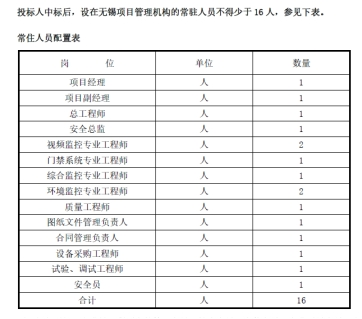 投标人中标后，设在无锡项目管理机构的常驻人员不得少于 16 人，参见下表。
常住人员配置表
岗 位 单位 数量
项目经理 人 1
项目副经理 人 1
总工程师 人 1
安全总监 人 1
视频监控专业工程师 人 2
门禁系统专业工程师 人 1
综合监控专业工程师 人 1
环境监控专业工程师 人 2
质量工程师 人 1
图纸文件管理负责人 人 1
合同管理负责人 人 1
设备采购工程师 人 1
试验、调试工程师 人 1
安全员 人 1
合计 人 16